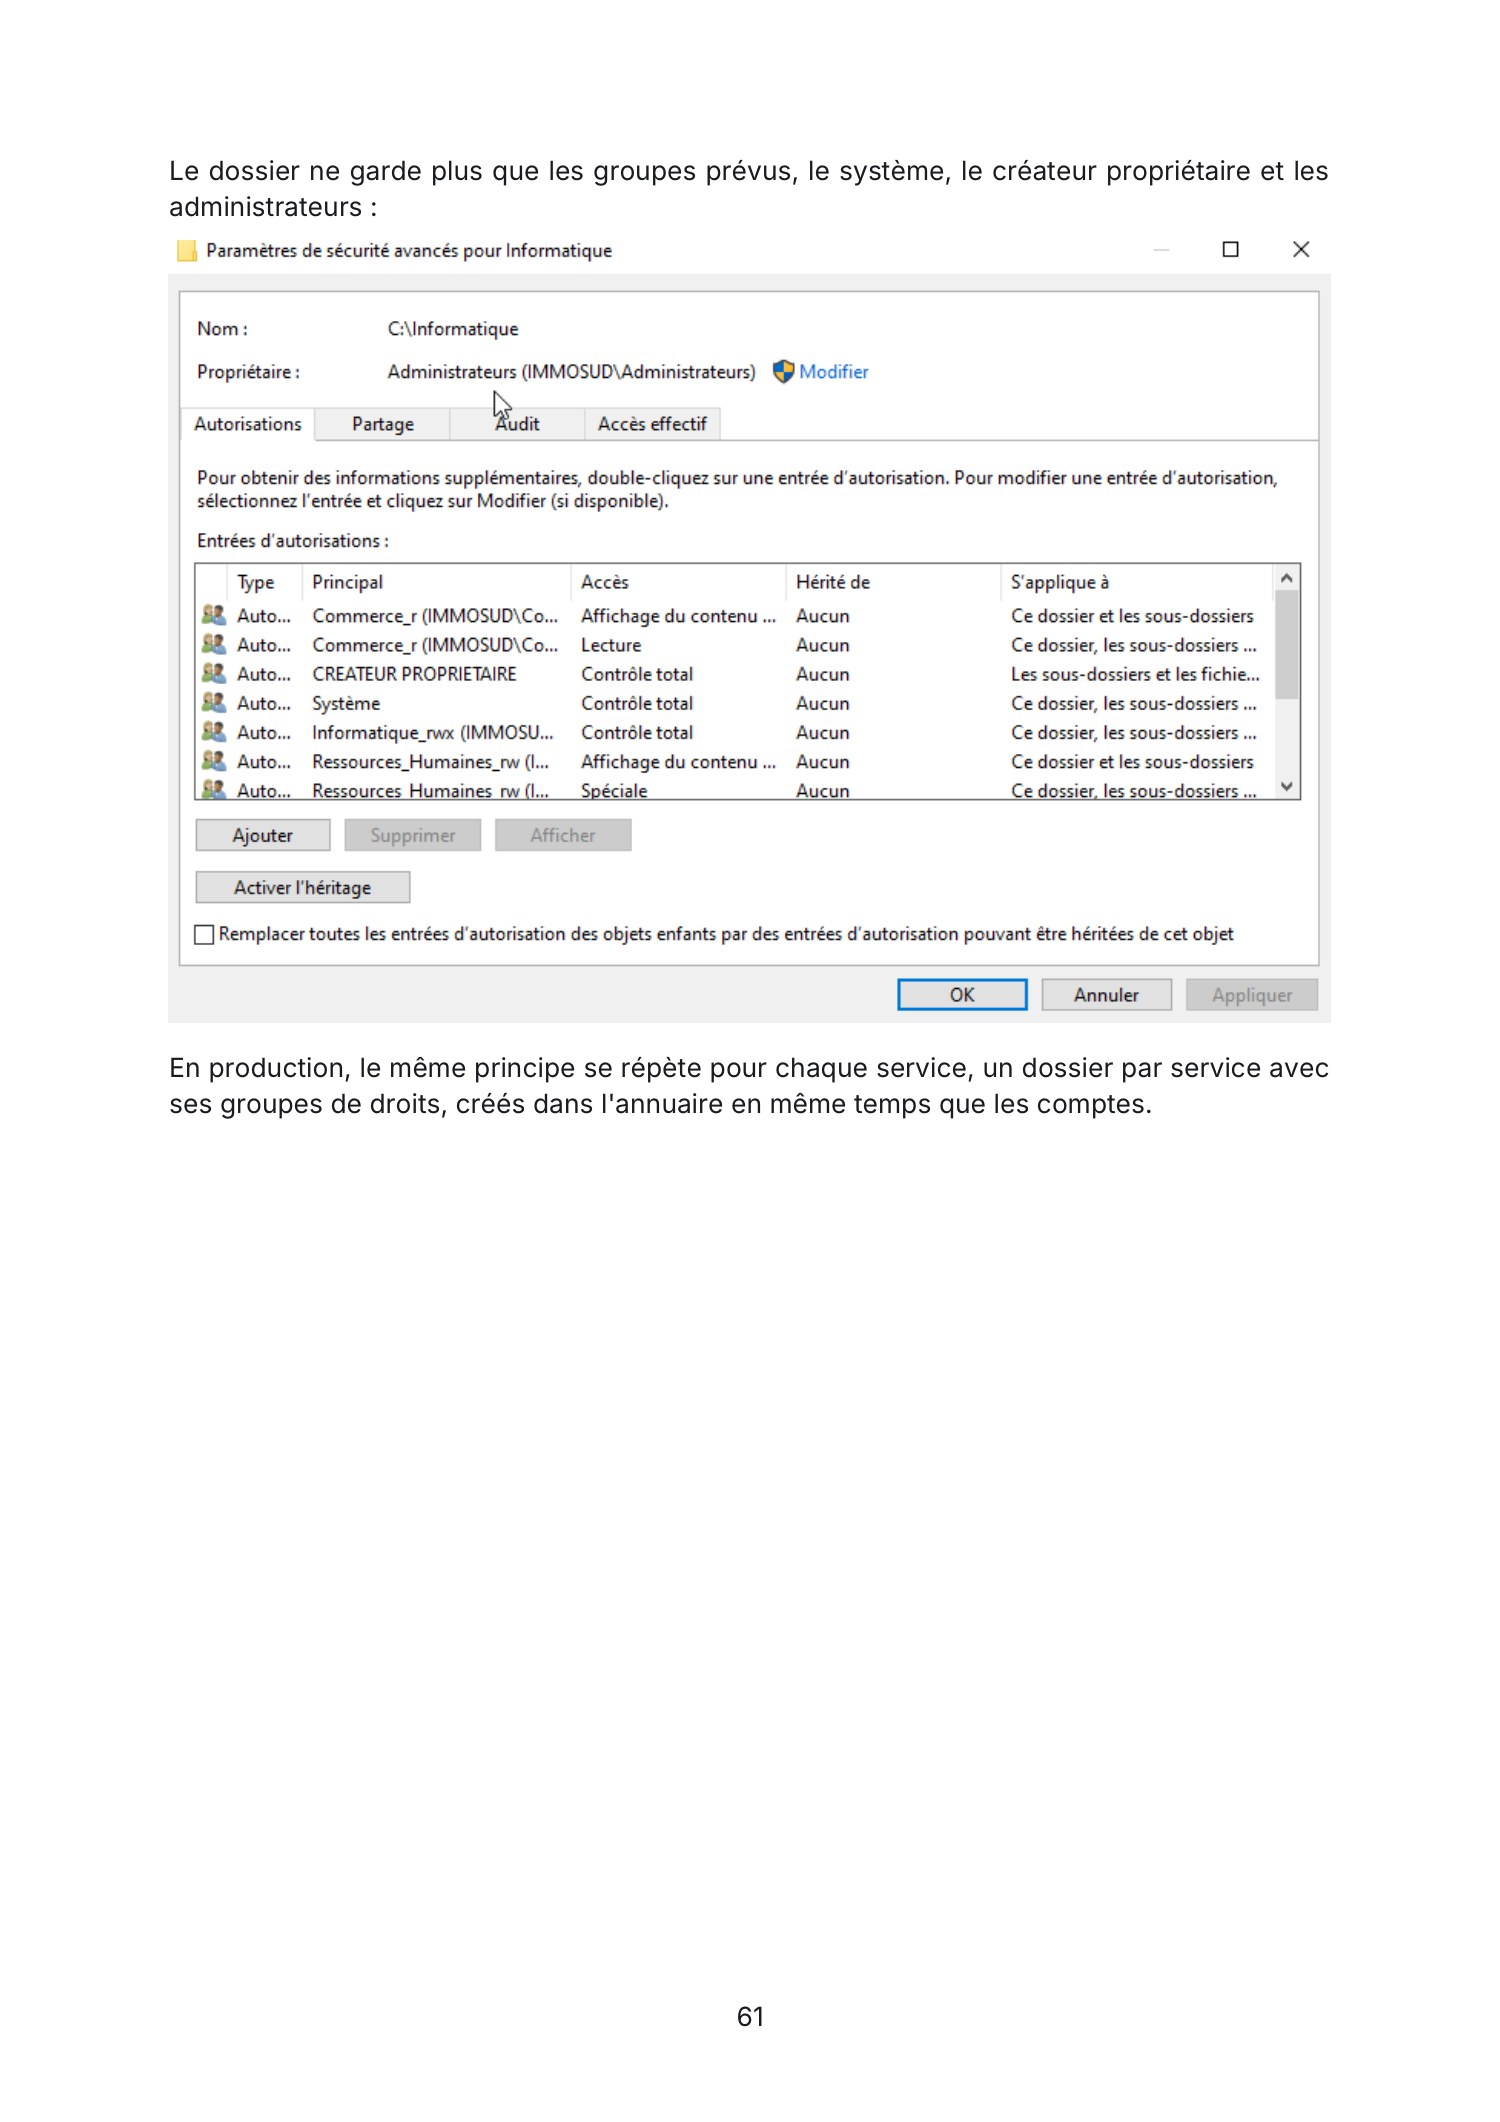 Le dossier ne garde plus que les groupes prévus, le système, le créateur propriétaire et les
administrateurs :
Paramètres de sécurité avancés pour Informatique
Nom : C:\Informatique
Propriétaire : Administrateurs (IMMOSUD\Administrateurs) Modifier
Autorisations Partage Audit Accès effectif
Pour obtenir des informations supplémentaires, double-cliquez sur une entrée d'autorisation. Pour modifier une entrée d'autorisation,
sélectionnez l'entrée et cliquez sur Modifier (si disponible).
Entrées d'autorisations :
Type Principal Accès Hérité de S'applique à
Auto... Commerce_r (IMMOSUD\Co... Affichage du contenu ... Aucun Ce dossier et les sous-dossiers
Auto... Commerce_r (IMMOSUD\Co... Lecture Aucun Ce dossier, les sous-dossiers ...
Auto... CREATEUR PROPRIETAIRE Contrôle total Aucun Les sous-dossiers et les fichie...
Auto... Système Contrôle total Aucun Ce dossier, les sous-dossiers ...
Auto... Informatique_rwx (IMMOSU... Contrôle total Aucun Ce dossier, les sous-dossiers ...
Auto... Ressources_Humaines_rw (I... Affichage du contenu ... Aucun Ce dossier et les sous-dossiers
Auto... Ressources_Humaines_rw (I... Spéciale Aucun Ce dossier, les sous-dossiers ...
Ajouter Supprimer Afficher
Activer l'héritage
Remplacer toutes les entrées d'autorisation des objets enfants par des entrées d'autorisation pouvant être héritées de cet objet
OK Annuler Appliquer
En production, le même principe se répète pour chaque service, un dossier par service avec
ses groupes de droits, créés dans l'annuaire en même temps que les comptes.
61